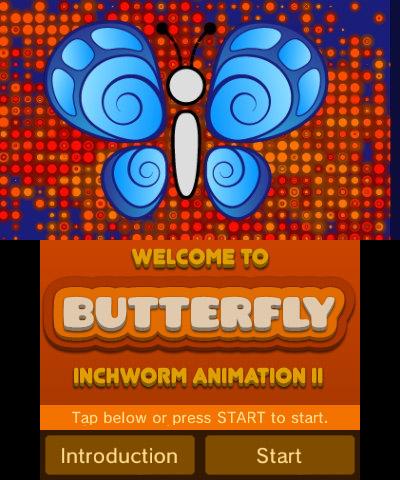 WELCOME TO
BUTTERFLY
INCHWORM ANIMATION II
Tap below or press START to start.
Introduction
Start